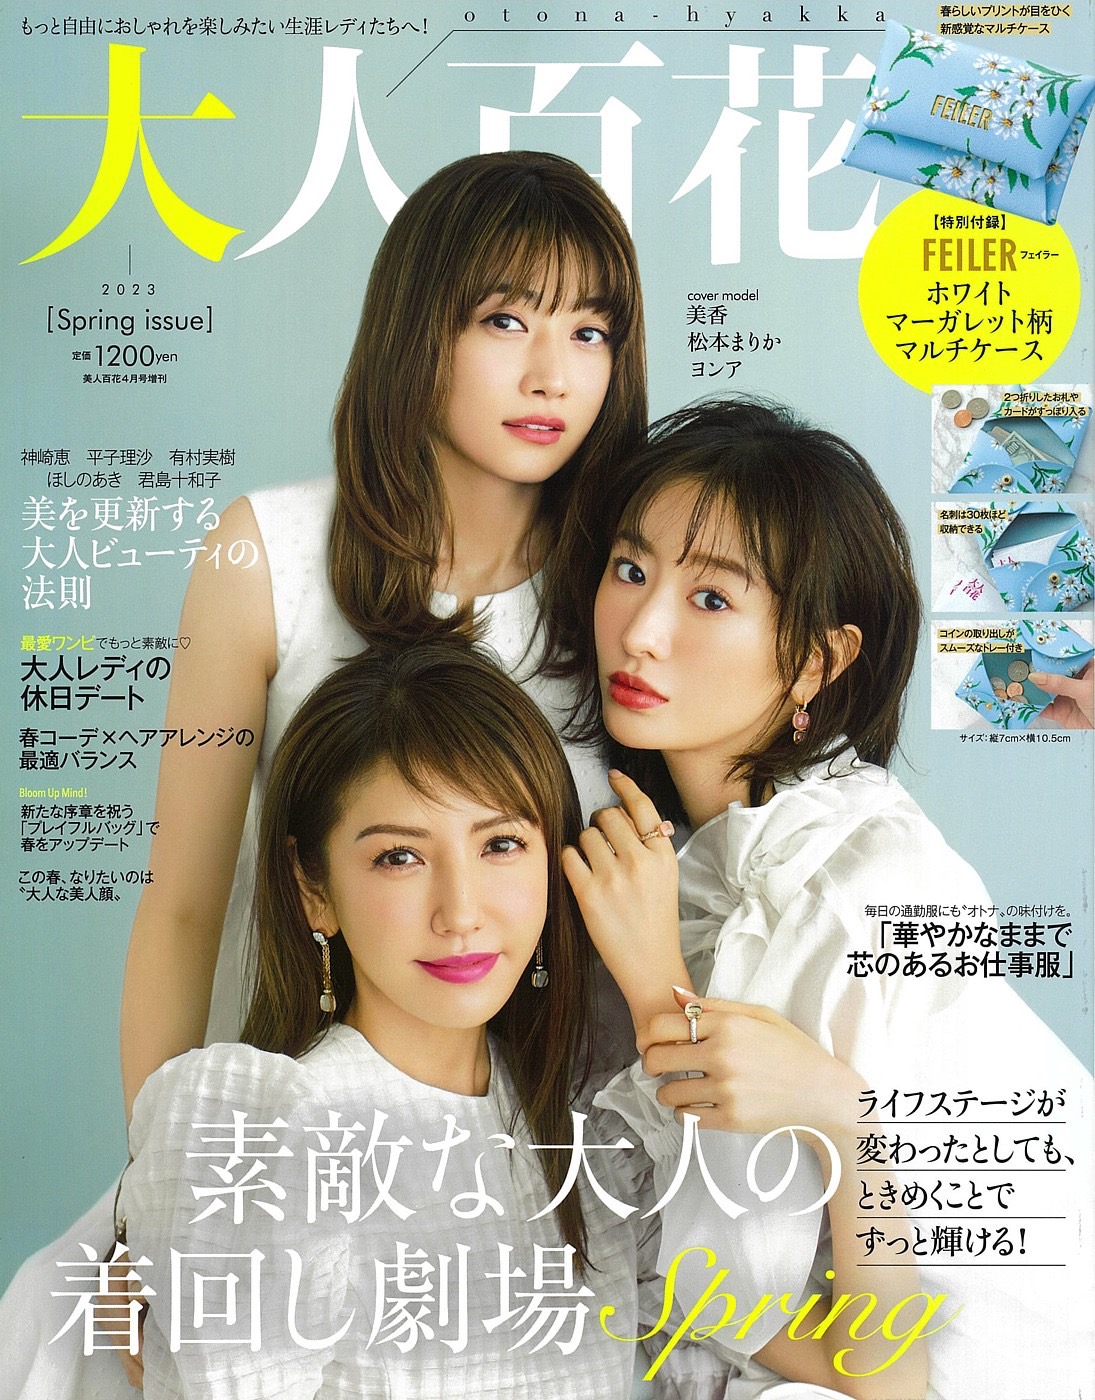 もっと自由におしゃれを楽しみたい生涯レディたちへ!
otona-hyakka
大人百花
2023
[Spring issue]
定価1200yen
美人百花4月号増刊
春らしいプリントが目をひく
新感覚なマルチケース
FEILER
【特別付録】
FEILER フェイラー
ホワイト
マーガレット柄
マルチケース
cover model
美香
松本まりか
ヨンア
2つ折りしたお札や
カードがすっぽり入る
名刺は30枚ほど
収納できる
大人
百花
コインの取り出しが
スムーズなトレー付き
サイズ:縦7cm×横10.5cm
神崎恵 平子理沙 有村実樹
ほしのあき 君島十和子
美を更新する
大人ビューティの
法則
最愛ワンピでもっと素敵に♡
大人レディの
休日デート
春コーデ×ヘアアレンジの
最適バランス
Bloom Up Mind!
新たな序章を祝う
「プレイフルバッグ」で
春をアップデート
この春、なりたいのは
〝大人な美人顔〟
毎日の通勤服にも〝オトナ〟の味付けを。
「華やかなままで
芯のあるお仕事服」
ライフステージが
変わったとしても、
ときめくことで
ずっと輝ける!
素敵な大人の
着回し劇場Spring